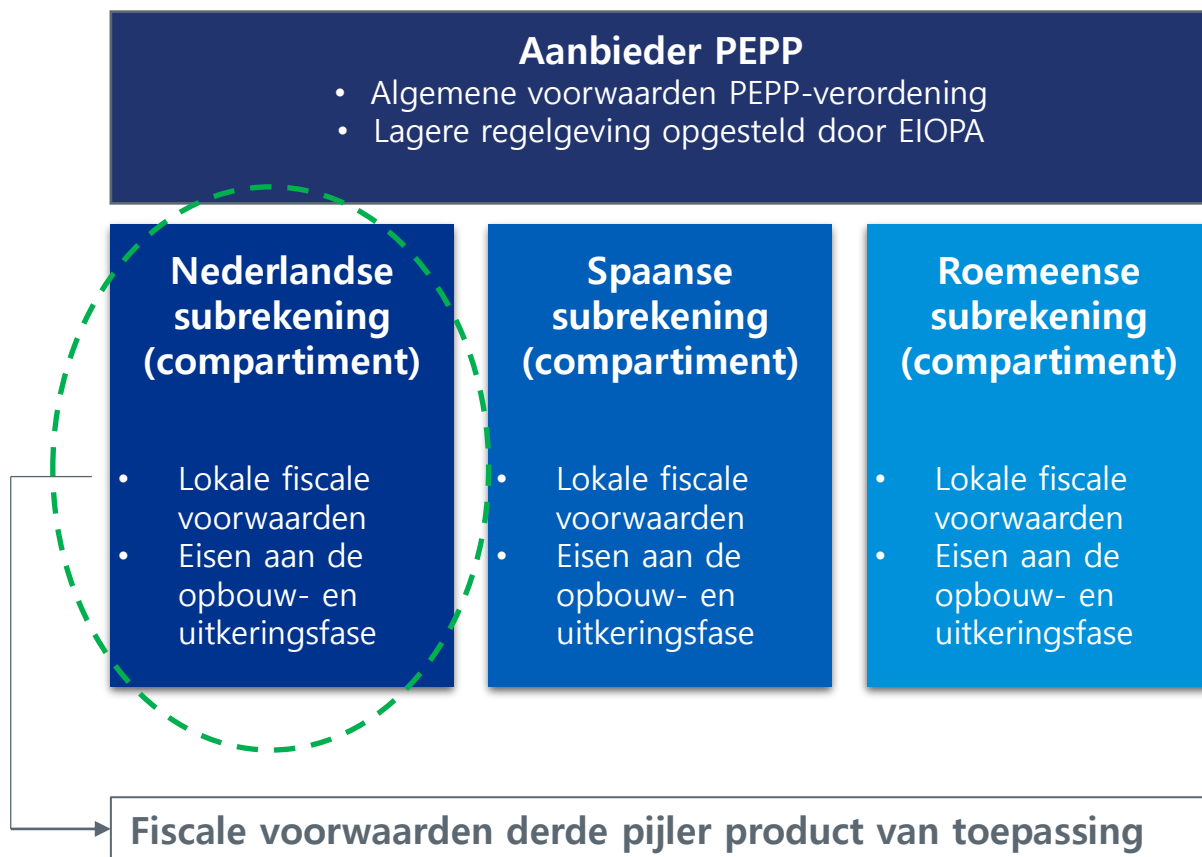 Aanbieder PEPP
• Algemene voorwaarden PEPP-verordening
• Lagere regelgeving opgesteld door EIOPA
Nederlandse
subrekening
(compartiment)
• Lokale fiscale
voorwaarden
• Eisen aan de
opbouw- en
uitkeringsfase
Spaanse
subrekening
(compartiment)
• Lokale fiscale
voorwaarden
• Eisen aan de
opbouw- en
uitkeringsfase
Roemeense
subrekening
(compartiment)
• Lokale fiscale
voorwaarden
• Eisen aan de
opbouw- en
uitkeringsfase
Fiscale voorwaarden derde pijler product van toepassing